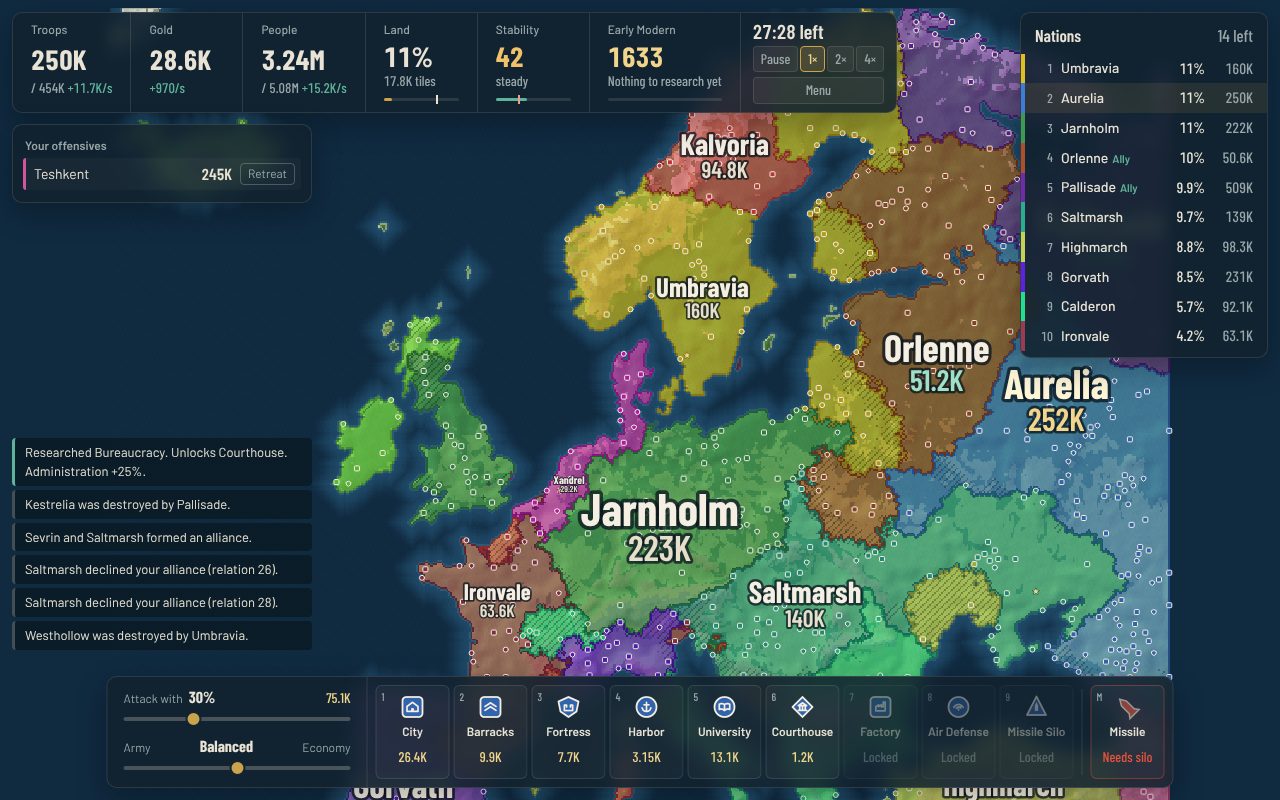 Troops
250K
/ 454K +11.7K/s
Gold
28.6K
+970/s
People
3.24M
/ 5.08M +15.2K/s
Land
11%
17.8K tiles
Stability
42
steady
Early Modern
1633
Nothing to research yet
27:28 left
Pause 1× 2× 4×
Menu
Nations 14 left
1 Umbravia 11% 160K
2 Aurelia 11% 250K
3 Jarnholm 11% 222K
4 Orlenne Ally 10% 50.6K
5 Pallisade Ally 9.9% 509K
6 Saltmarsh 9.7% 139K
7 Highmarch 8.8% 98.3K
8 Gorvath 8.5% 231K
9 Calderon 5.7% 92.1K
10 Ironvale 4.2% 63.1K
Your offensives
Teshkent 245K Retreat
Kalvoria
94.8K
Umbravia
160K
Orlenne
51.2K
Aurelia
252K
Xandrel
29.2K
Jarnholm
223K
Ironvale
63.6K
Saltmarsh
140K
Researched Bureaucracy. Unlocks Courthouse.
Administration +25%.
Kestrelia was destroyed by Pallisade.
Sevrin and Saltmarsh formed an alliance.
Saltmarsh declined your alliance (relation 26).
Saltmarsh declined your alliance (relation 28).
Westhollow was destroyed by Umbravia.
Attack with 30% 75.1K
Army Balanced Economy
1 City 26.4K
2 Barracks 9.9K
3 Fortress 7.7K
4 Harbor 3.15K
5 University 13.1K
6 Courthouse 1.2K
7 Factory Locked
8 Air Defense Locked
9 Missile Silo Locked
M Missile Needs silo
Gorvath
Highmarch